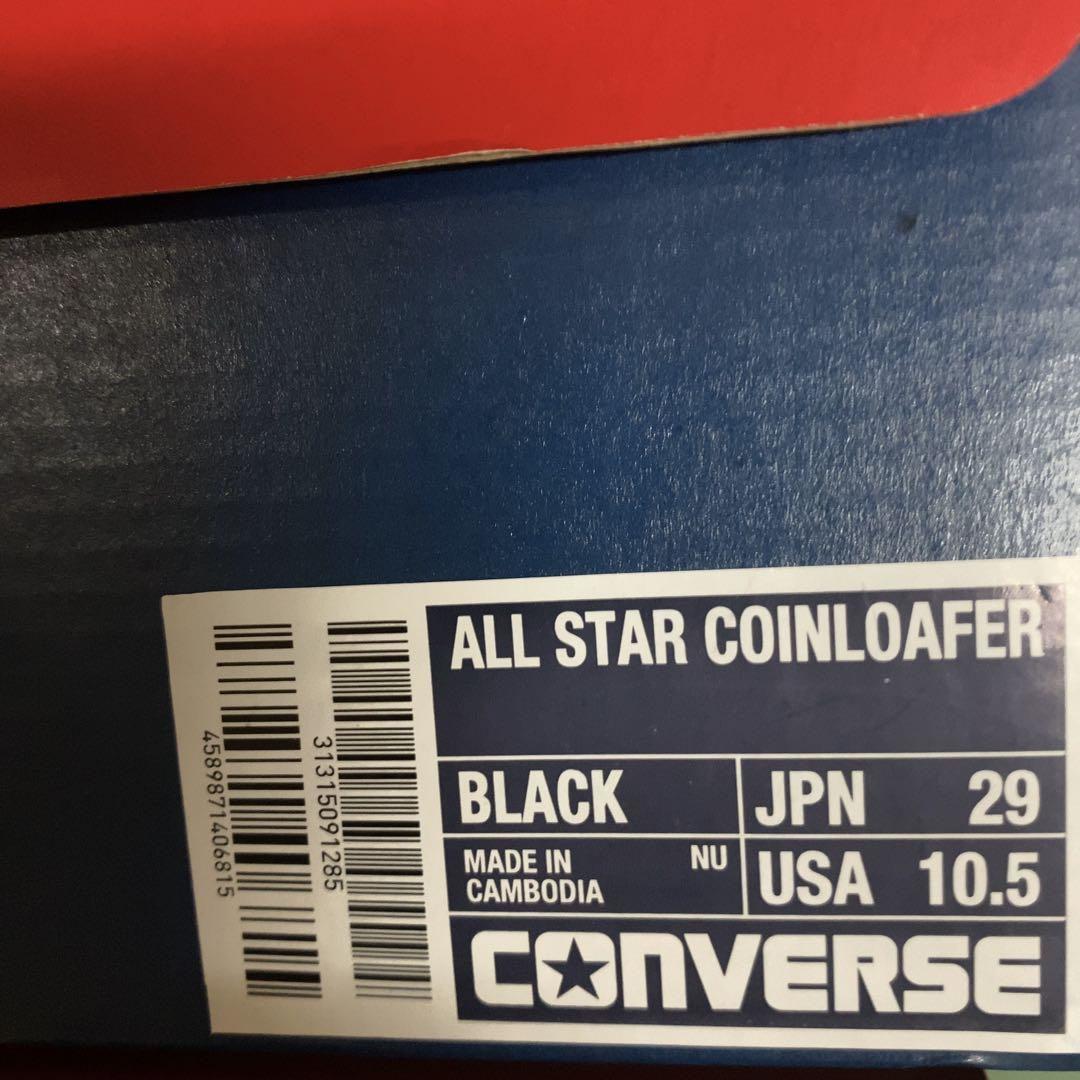 ALL STAR COINLOAFER
BLACK
JPN 29
MADE IN
CAMBODIA
NU
USA 10.5
CONVERSE
4589871406815
31315091285